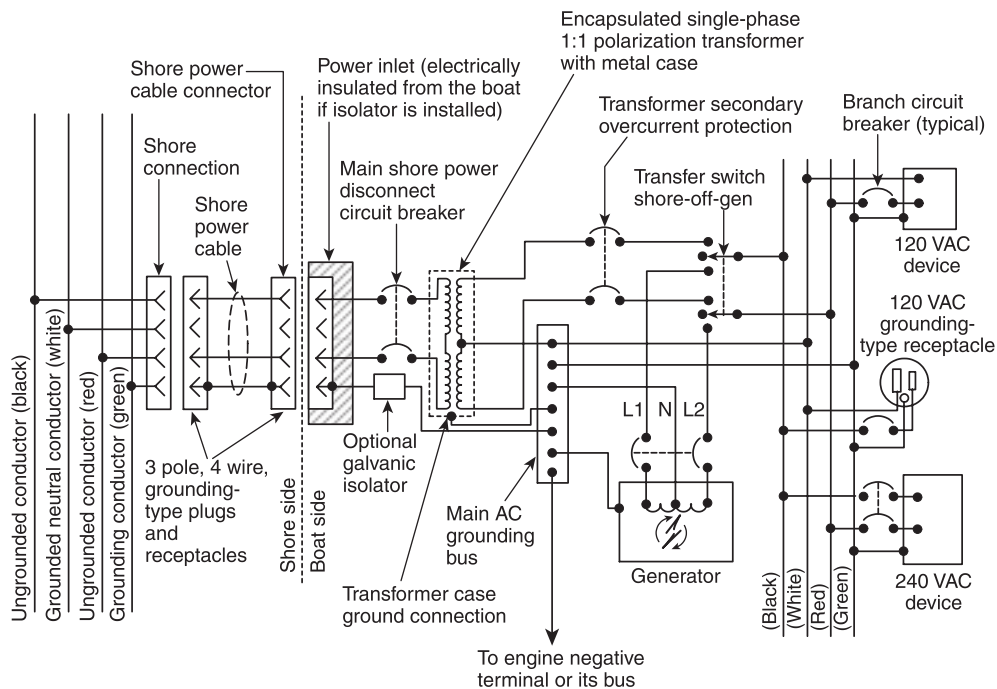 Encapsulated single-phase
1:1 polarization transformer
with metal case
Shore power
cable connector
Power inlet (electrically
insulated from the boat
if isolator is installed)
Transformer secondary
overcurrent protection
Branch circuit
breaker (typical)
Shore
connection
Main shore power
disconnect
circuit breaker
Transfer switch
shore-off-gen
Shore
power
cable
120 VAC
device
120 VAC
grounding-
type receptacle
Ungrounded conductor (black)
Grounded neutral conductor (white)
Ungrounded conductor (red)
Grounding conductor (green)
L1 N L2
3 pole, 4 wire,
grounding-
type plugs
and
receptacles
Shore side
Boat side
Optional
galvanic
isolator
Main AC
grounding
bus
Generator
Transformer case
ground connection
(Black)
(White)
(Red)
(Green)
240 VAC
device
To engine negative
terminal or its bus